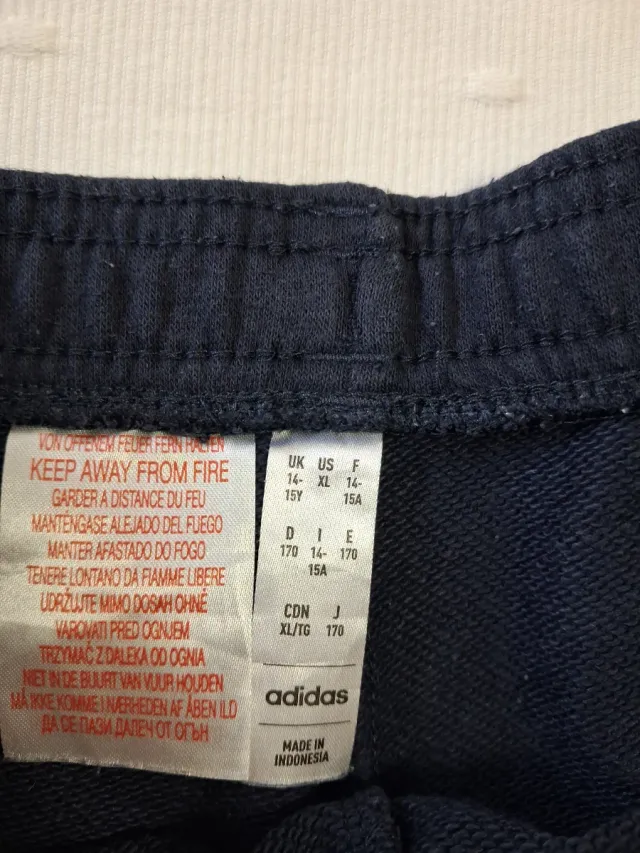 VON OFFENEM FEUER FERN HALTEN
KEEP AWAY FROM FIRE
GARDER A DISTANCE DU FEU
MANTENGASE ALEJADO DEL FUEGO
MANTER AFASTADO DO FOGO
TENERE LONTANO DA FIAMME LIBERE
UDRŽUJTE MIMO DOSAH OHNĚ
VAROVATI PRED OGNJEM
TRZYMAĆ Z DALEKA OD OGNIA
NIET IN DE BUURT VAN VUUR HOUDEN
MÅ IKKE KOMME I NÆRHEDEN AF ÅBEN ILD
ДА СЕ ПАЗИ ДАЛЕЧ ОТ ОГЪН
UK US F
14- XL 14-
15Y 15A
D I E
170 14- 170
15A
CDN J
XL/TG 170
adidas
MADE IN
INDONESIA